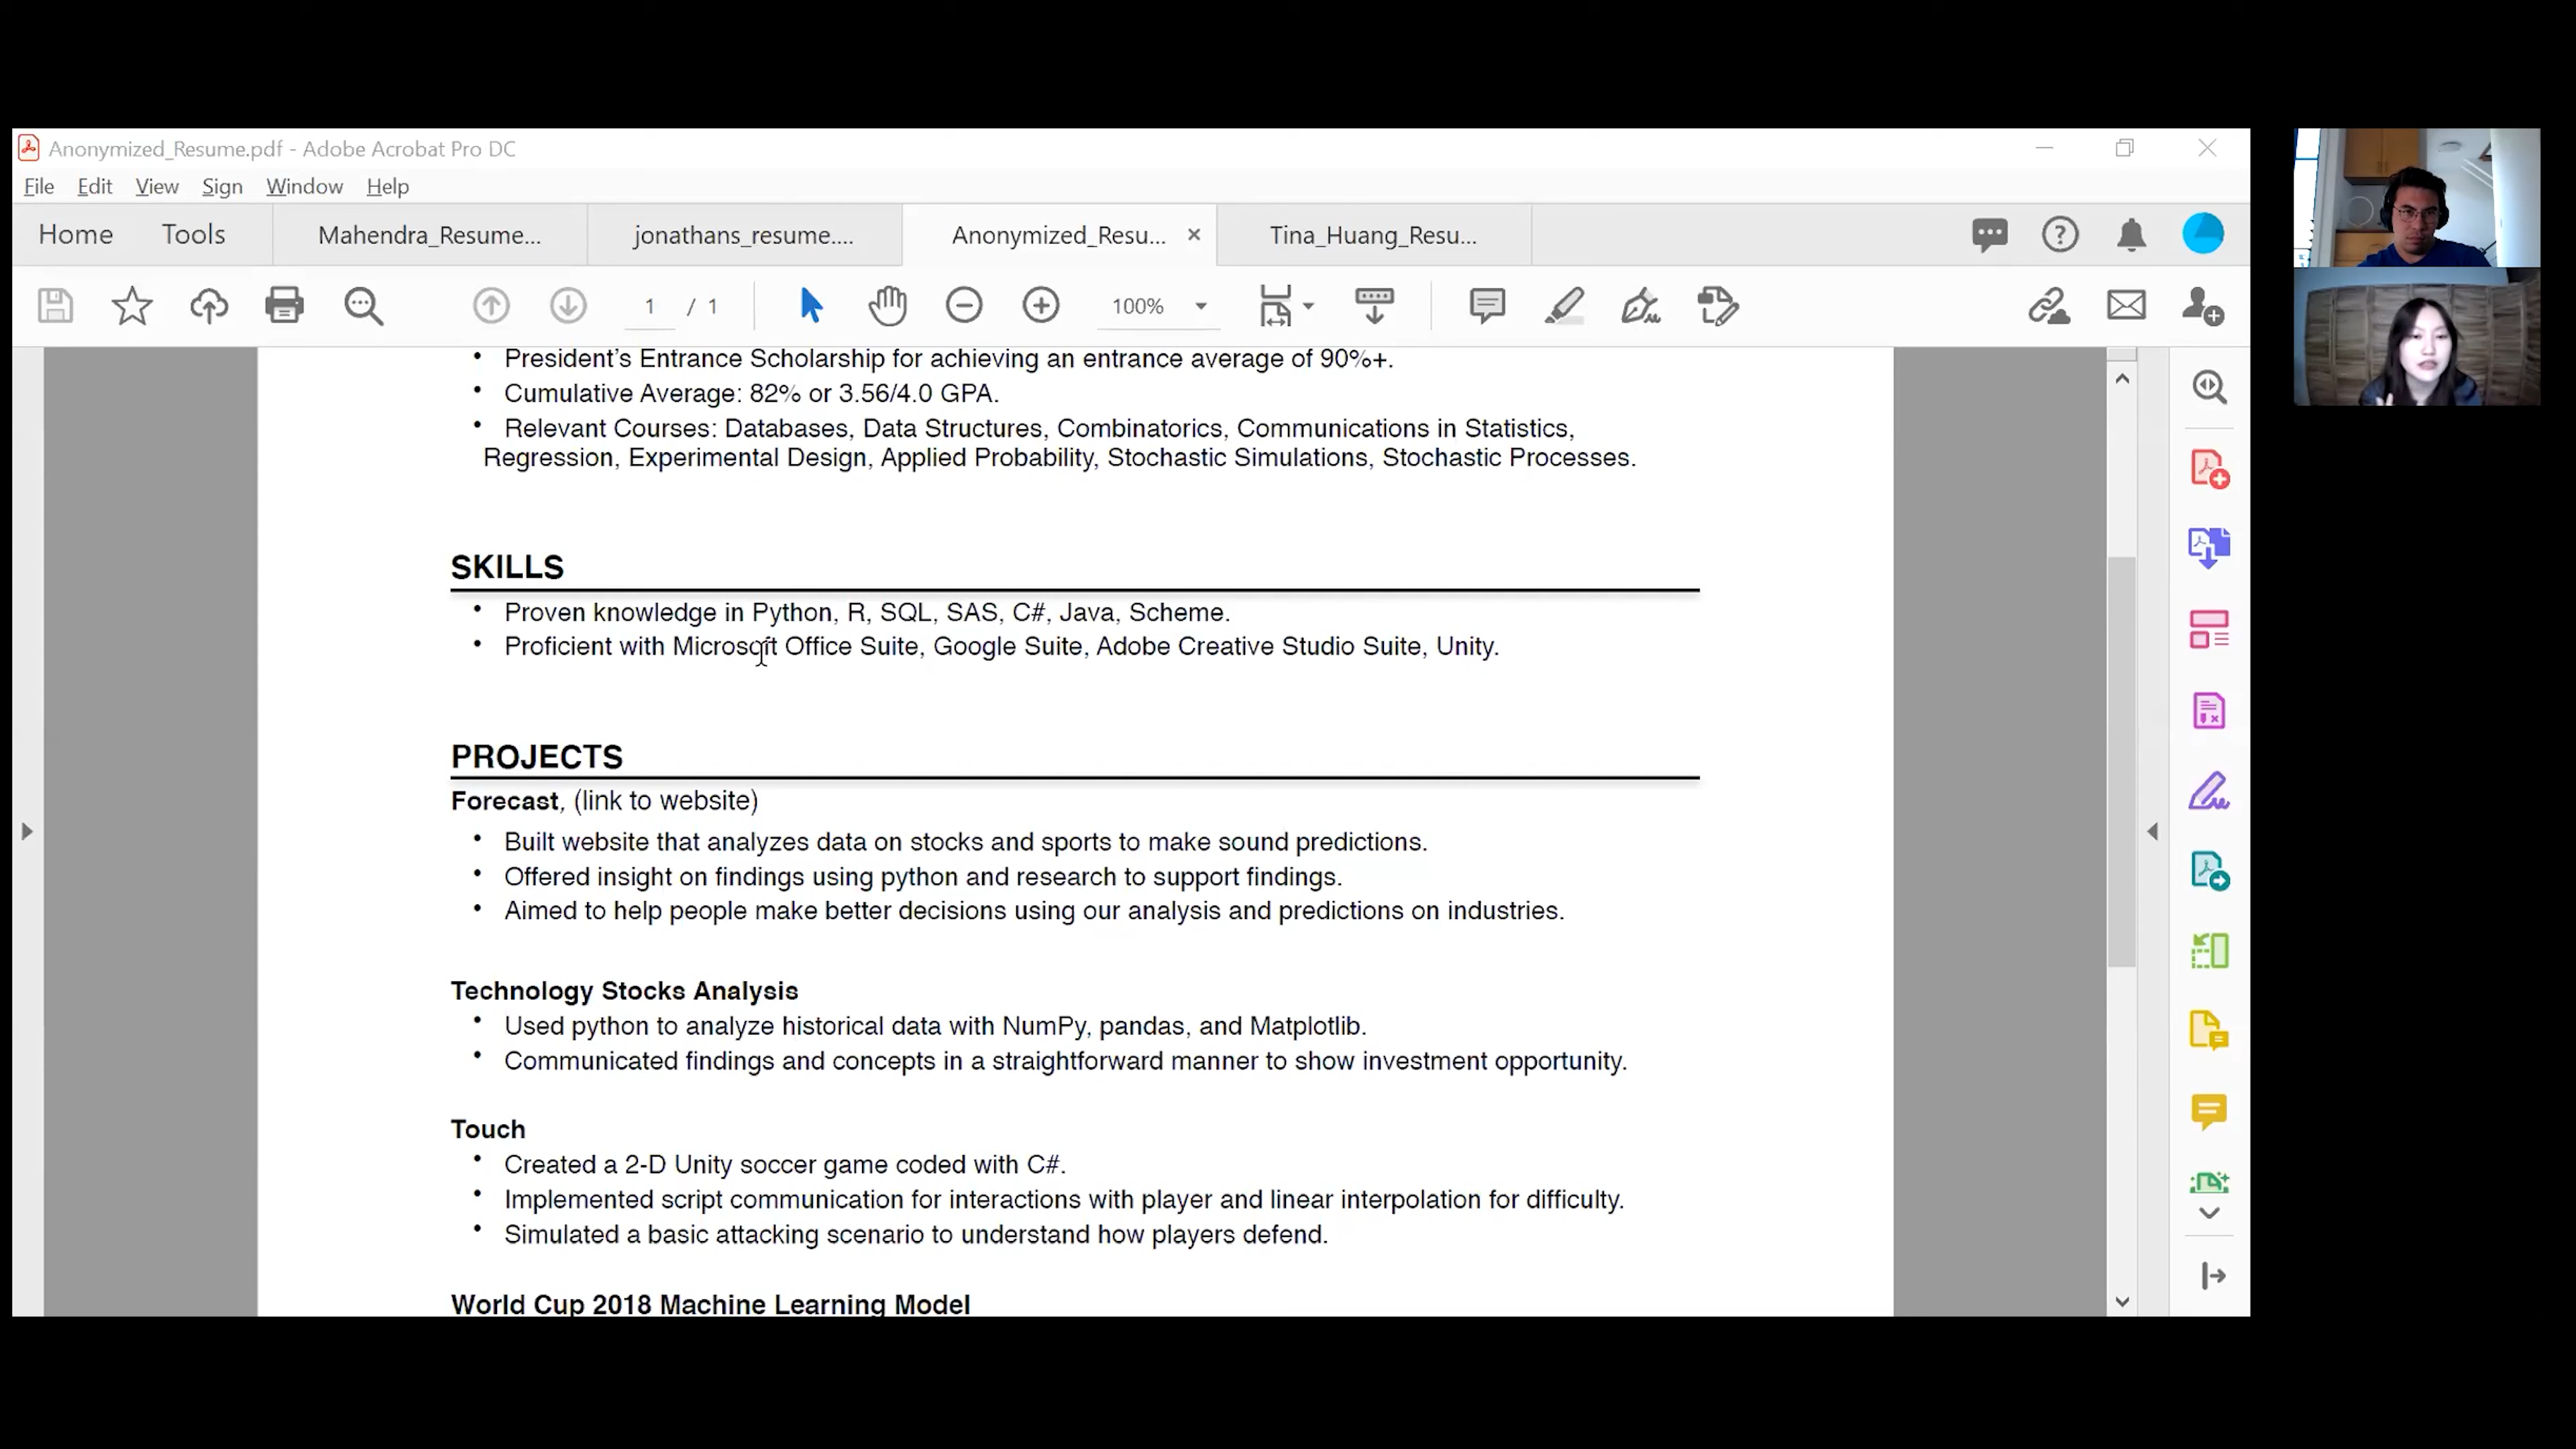 Anonymized_Resume.pdf - Adobe Acrobat Pro DC
File Edit View Sign Window Help
Home Tools Mahendra_Resume... jonathans_resume.... Anonymized_Resu... Tina_Huang_Resu...
1 / 1 100%
• President's Entrance Scholarship for achieving an entrance average of 90%+.
• Cumulative Average: 82% or 3.56/4.0 GPA.
• Relevant Courses: Databases, Data Structures, Combinatorics, Communications in Statistics,
Regression, Experimental Design, Applied Probability, Stochastic Simulations, Stochastic Processes.
SKILLS
• Proven knowledge in Python, R, SQL, SAS, C#, Java, Scheme.
• Proficient with Microsoft Office Suite, Google Suite, Adobe Creative Studio Suite, Unity.
PROJECTS
Forecast, (link to website)
• Built website that analyzes data on stocks and sports to make sound predictions.
• Offered insight on findings using python and research to support findings.
• Aimed to help people make better decisions using our analysis and predictions on industries.
Technology Stocks Analysis
• Used python to analyze historical data with NumPy, pandas, and Matplotlib.
• Communicated findings and concepts in a straightforward manner to show investment opportunity.
Touch
• Created a 2-D Unity soccer game coded with C#.
• Implemented script communication for interactions with player and linear interpolation for difficulty.
• Simulated a basic attacking scenario to understand how players defend.
World Cup 2018 Machine Learning Model